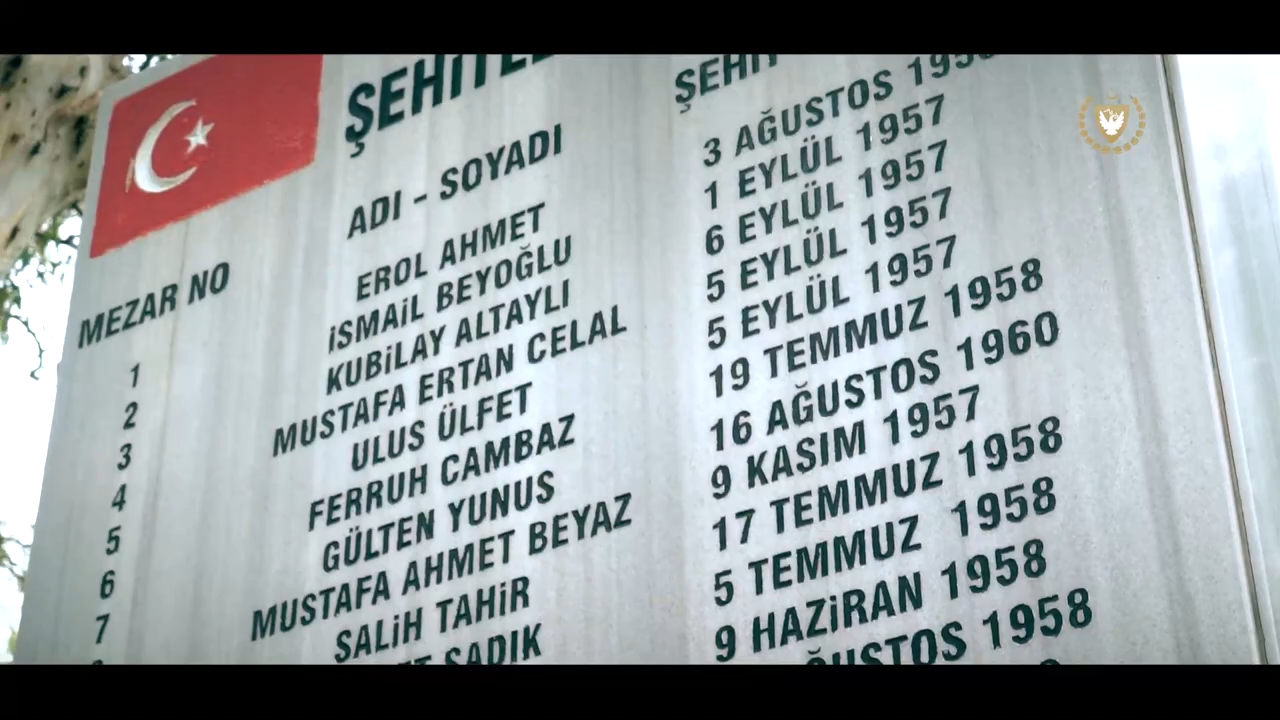 MEZAR NO ADI - SOYADI
1 EROL AHMET 3 AĞUSTOS
2 İSMAİL BEYOĞLU 1 EYLÜL 1957
3 KUBİLAY ALTAYLI 6 EYLÜL 1957
4 MUSTAFA ERTAN CELAL 5 EYLÜL 1957
5 ULUS ÜLFET 5 EYLÜL 1957
6 FERRUH CAMBAZ 19 TEMMUZ 1958
7 GÜLTEN YUNUS 16 AĞUSTOS 1960
MUSTAFA AHMET BEYAZ 9 KASIM 1957
SALİH TAHİR 17 TEMMUZ 1958
SADIK 5 TEMMUZ 1958
9 HAZİRAN 1958
AĞUSTOS 1958